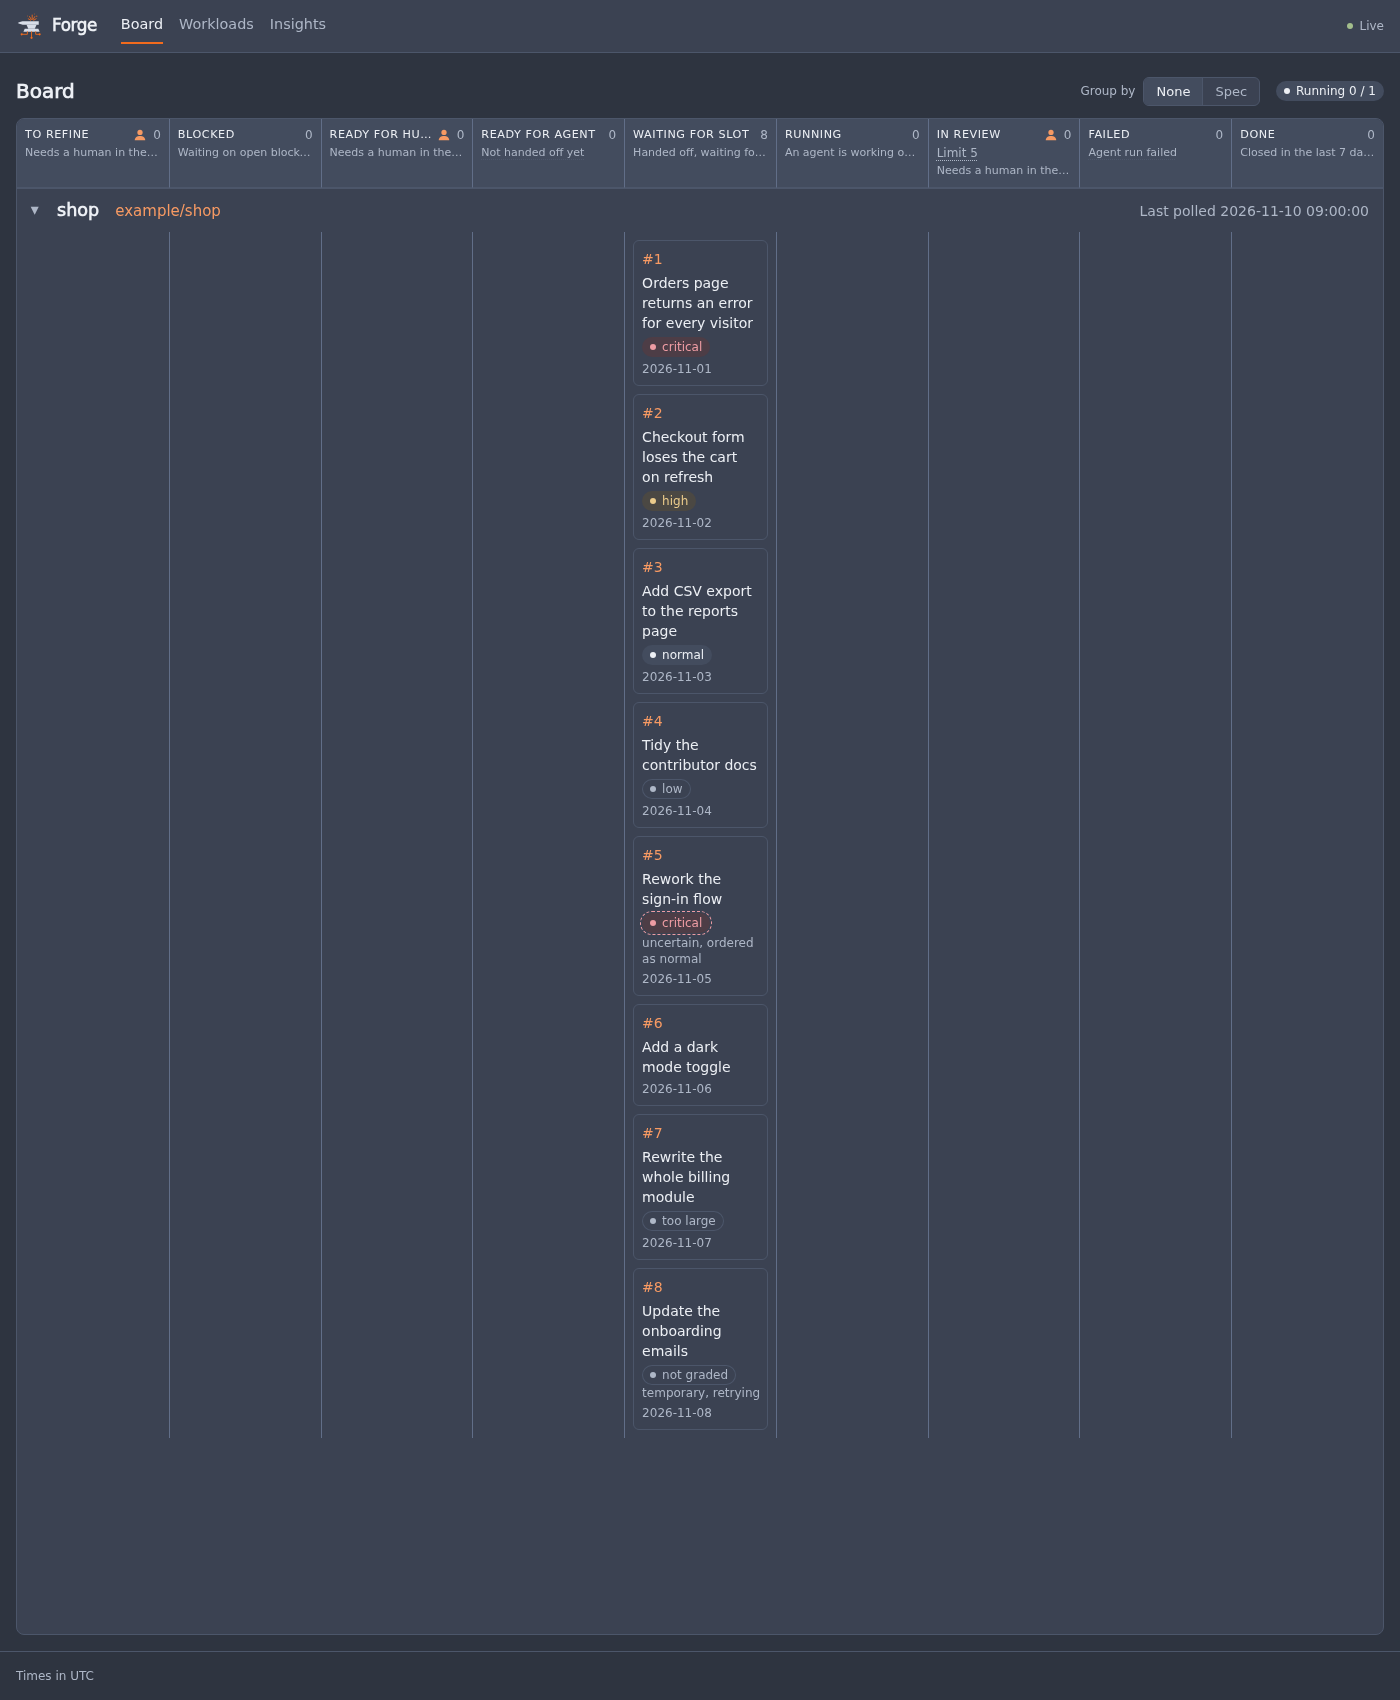 Forge Board Workloads Insights Live
Board Group by None Spec Running 0 / 1
TO REFINE 0 BLOCKED 0 READY FOR HU... 0 READY FOR AGENT 0 WAITING FOR SLOT 8 RUNNING 0 IN REVIEW 0 FAILED 0 DONE 0
Needs a human in the... Waiting on open block... Needs a human in the... Not handed off yet Handed off, waiting fo... An agent is working o... Limit 5 Agent run failed Closed in the last 7 da...
Needs a human in the...
▼ shop example/shop Last polled 2026-11-10 09:00:00
#1
Orders page
returns an error
for every visitor
critical
2026-11-01
#2
Checkout form
loses the cart
on refresh
high
2026-11-02
#3
Add CSV export
to the reports
page
normal
2026-11-03
#4
Tidy the
contributor docs
low
2026-11-04
#5
Rework the
sign-in flow
critical
uncertain, ordered
as normal
2026-11-05
#6
Add a dark
mode toggle
2026-11-06
#7
Rewrite the
whole billing
module
too large
2026-11-07
#8
Update the
onboarding
emails
not graded
temporary, retrying
2026-11-08
Times in UTC